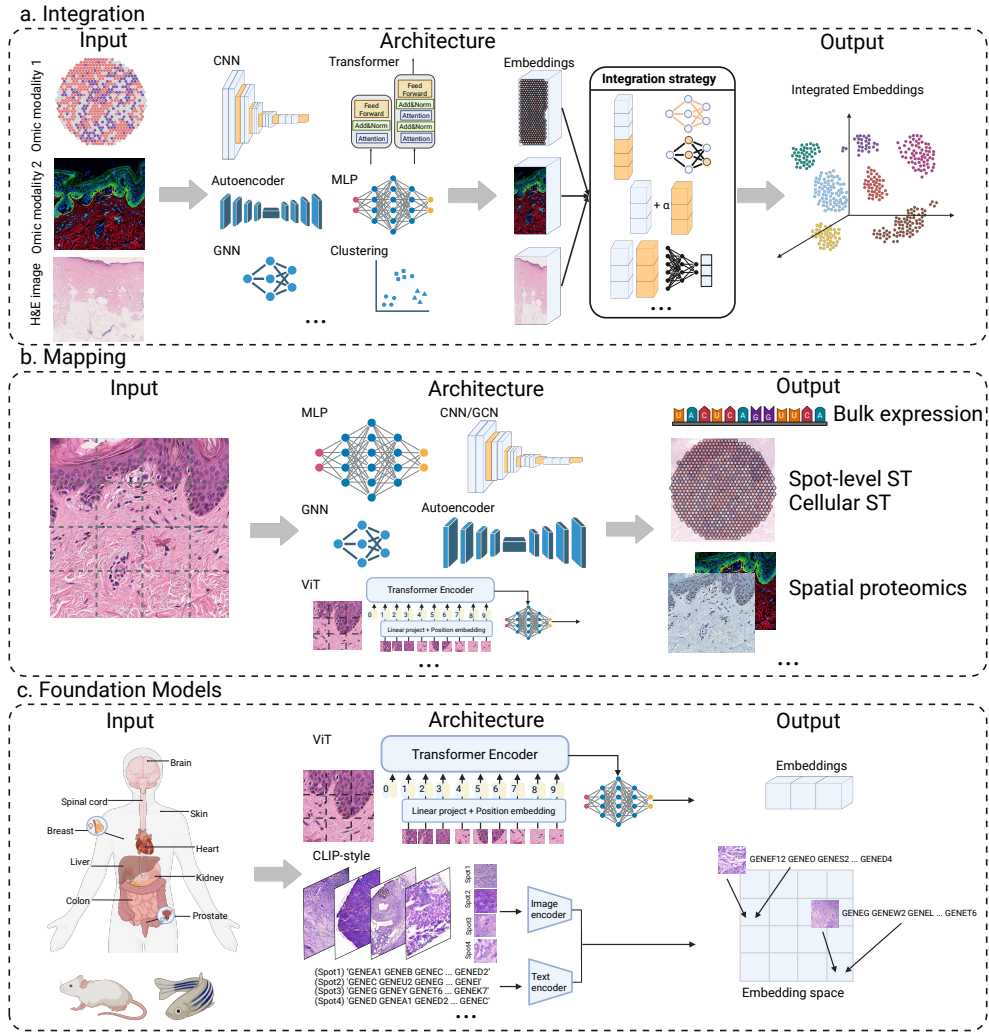 a. Integration
Input
Architecture
Output
Omic modality 1
Omic modality 2
H&E image
CNN
Transformer
Feed
Forward
Add&Norm
Attention
Feed
Forward
Add&Norm
Attention
Add&Norm
Attention
Autoencoder
MLP
GNN
Clustering
...
Embeddings
Integration strategy
+ α
...
Integrated Embeddings
b. Mapping
Input
Architecture
Output
MLP
CNN/GCN
GNN
Autoencoder
ViT
Transformer Encoder
0 1 2 3 4 5 6 7 8 9
Linear project + Position embedding
...
U A C U C A G G U U C A
Bulk expression
Spot-level ST
Cellular ST
Spatial proteomics
...
c. Foundation Models
Input
Architecture
Output
Brain
Spinal cord
Skin
Breast
Heart
Liver
Kidney
Colon
Prostate
ViT
Transformer Encoder
0 1 2 3 4 5 6 7 8 9
Linear project + Position embedding
CLIP-style
Spot1
Spot2
Spot3
Spot4
Image
encoder
(Spot1) 'GENEA1 GENEB GENEC ... GENED2'
(Spot2) 'GENEC GENEU2 GENEG ... GENEI'
(Spot3) 'GENEG GENEY GENET6 ... GENEK7'
(Spot4) 'GENED GENEA1 GENED2 ... GENEC'
Text
encoder
...
Embeddings
GENEF12 GENEO GENES2 ... GENED4
GENEG GENEW2 GENEL ... GENET6
Embedding space